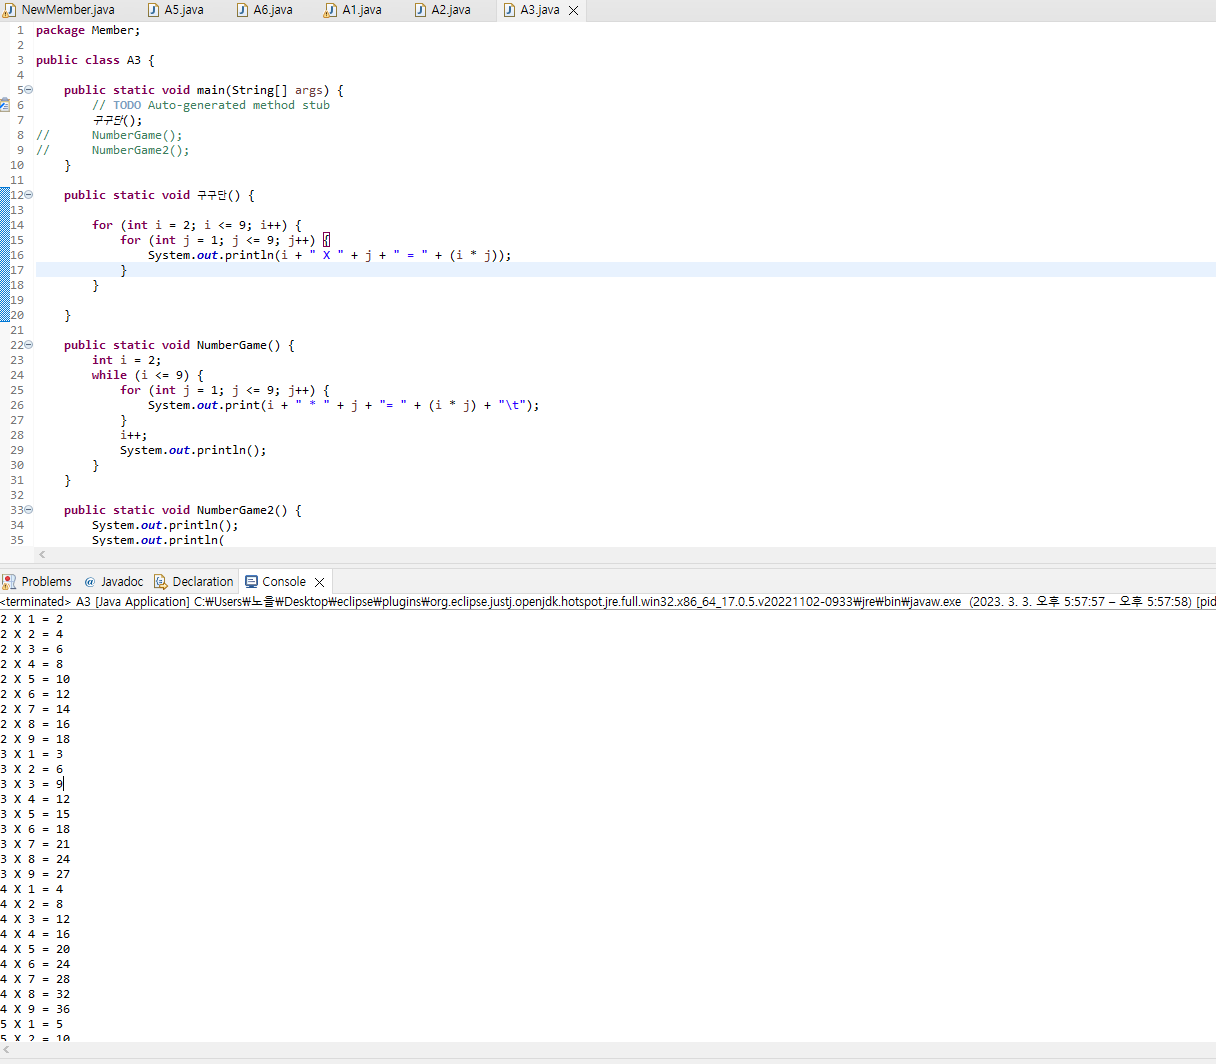 NewMember.java A5.java A6.java A1.java A2.java A3.java
1 package Member;
2
3 public class A3 {
4
5 public static void main(String[] args) {
6 // TODO Auto-generated method stub
7 구구단();
8 // NumberGame();
9 // NumberGame2();
10 }
11
12 public static void 구구단() {
13
14 for (int i = 2; i <= 9; i++) {
15 for (int j = 1; j <= 9; j++) {
16 System.out.println(i + " X " + j + " = " + (i * j));
17 }
18 }
19
20 }
21
22 public static void NumberGame() {
23 int i = 2;
24 while (i <= 9) {
25 for (int j = 1; j <= 9; j++) {
26 System.out.print(i + " * " + j + "= " + (i * j) + "\t");
27 }
28 i++;
29 System.out.println();
30 }
31 }
32
33 public static void NumberGame2() {
34 System.out.println();
35 System.out.println(
Problems @ Javadoc Declaration Console
<terminated> A3 [Java Application] C:₩Users₩노을₩Desktop₩eclipse₩plugins₩org.eclipse.justj.openjdk.hotspot.jre.full.win32.x86_64_17.0.5.v20221102-0933₩jre₩bin₩javaw.exe (2023. 3. 3. 오후 5:57:57 – 오후 5:57:58) [pid
2 X 1 = 2
2 X 2 = 4
2 X 3 = 6
2 X 4 = 8
2 X 5 = 10
2 X 6 = 12
2 X 7 = 14
2 X 8 = 16
2 X 9 = 18
3 X 1 = 3
3 X 2 = 6
3 X 3 = 9
3 X 4 = 12
3 X 5 = 15
3 X 6 = 18
3 X 7 = 21
3 X 8 = 24
3 X 9 = 27
4 X 1 = 4
4 X 2 = 8
4 X 3 = 12
4 X 4 = 16
4 X 5 = 20
4 X 6 = 24
4 X 7 = 28
4 X 8 = 32
4 X 9 = 36
5 X 1 = 5
5 X 2 = 10